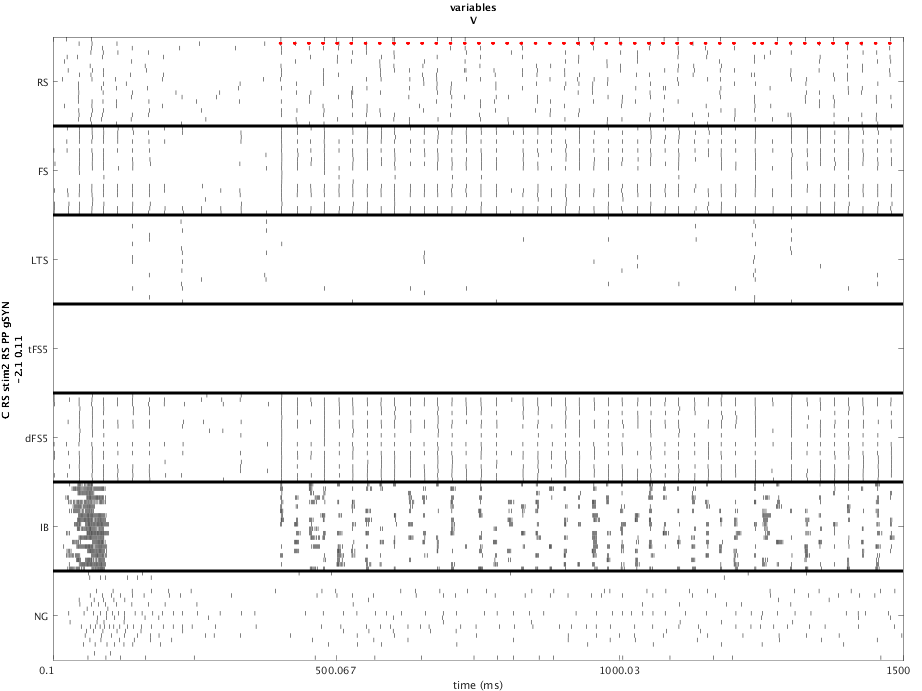 variables
V
RS
FS
LTS
C RS stim2 RS PP gSYN
-2.1 0.11
tFS5
dFS5
IB
NG
0.1
500.067
1000.03
1500
time (ms)